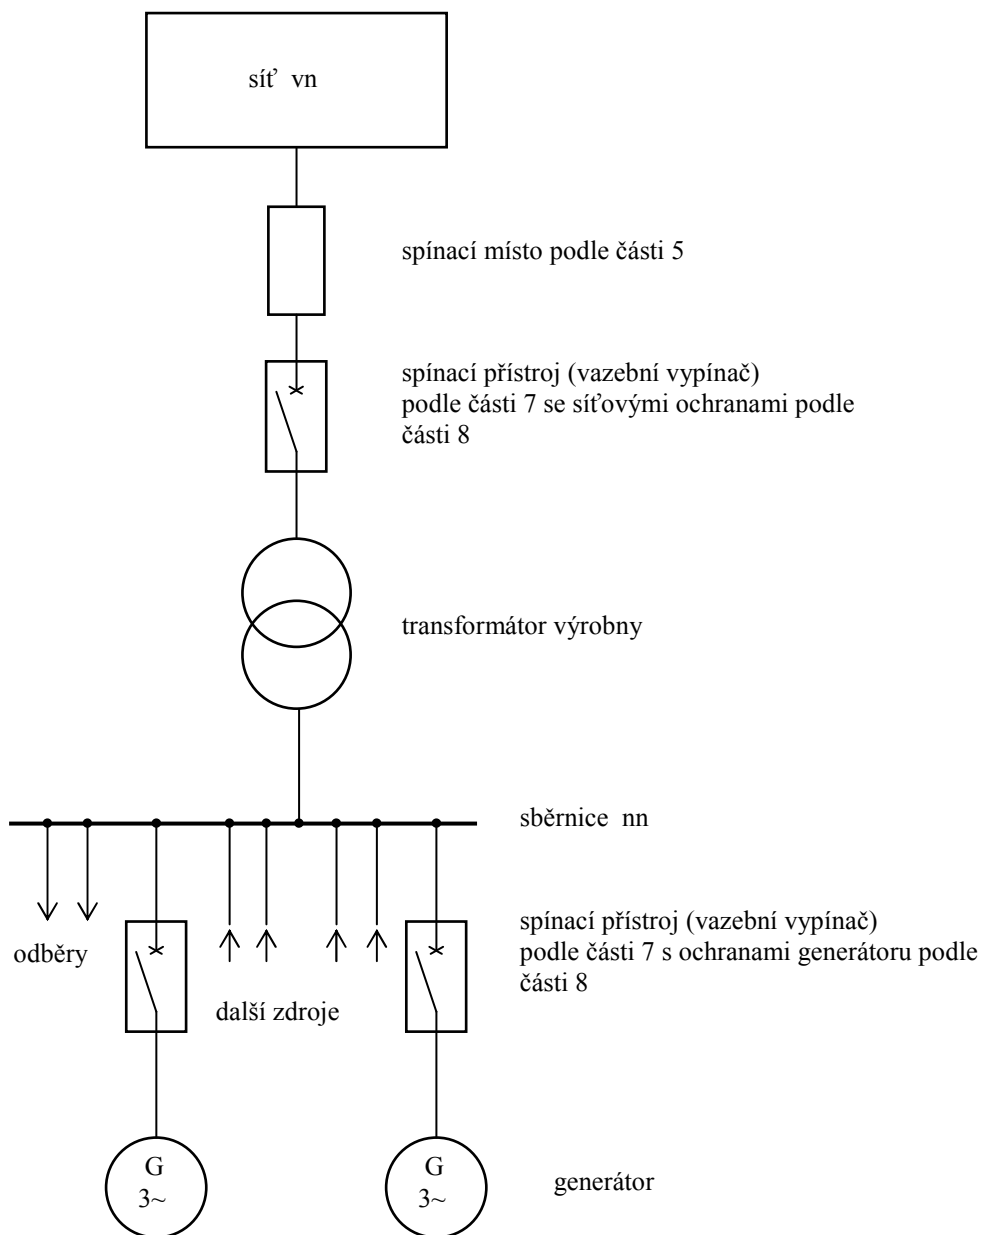 síť vn
spínací místo podle části 5
spínací přístroj (vazební vypínač)
podle části 7 se síťovými ochranami podle
části 8
transformátor výrobny
sběrnice nn
spínací přístroj (vazební vypínač)
podle části 7 s ochranami generátoru podle
části 8
odběry
další zdroje
G
3~
G
3~
generátor